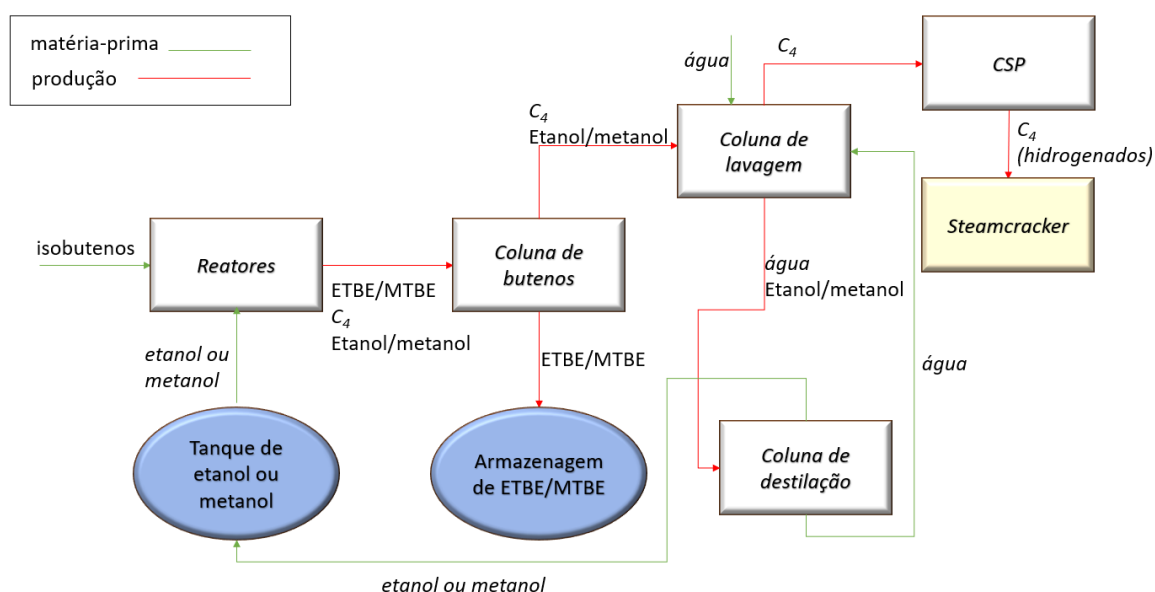 matéria-prima
produção
água
C4
CSP
C4
Etanol/metanol
Coluna de
lavagem
C4
(hidrogenados)
isobutenos
Reatores
Coluna de
butenos
Steamcracker
ETBE/MTBE
C4
Etanol/metanol
água
Etanol/metanol
etanol ou
metanol
ETBE/MTBE
água
Tanque de
etanol ou
metanol
Armazenagem
de ETBE/MTBE
Coluna de
destilação
etanol ou metanol